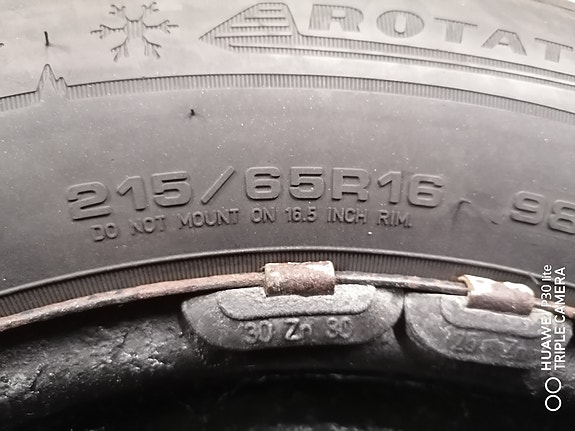 ROTAT
215/65R16 98
DO NOT MOUNT ON 16.5 INCH RIM.
30 Zn 30
HUAWEI P30 lite
TRIPLE CAMERA